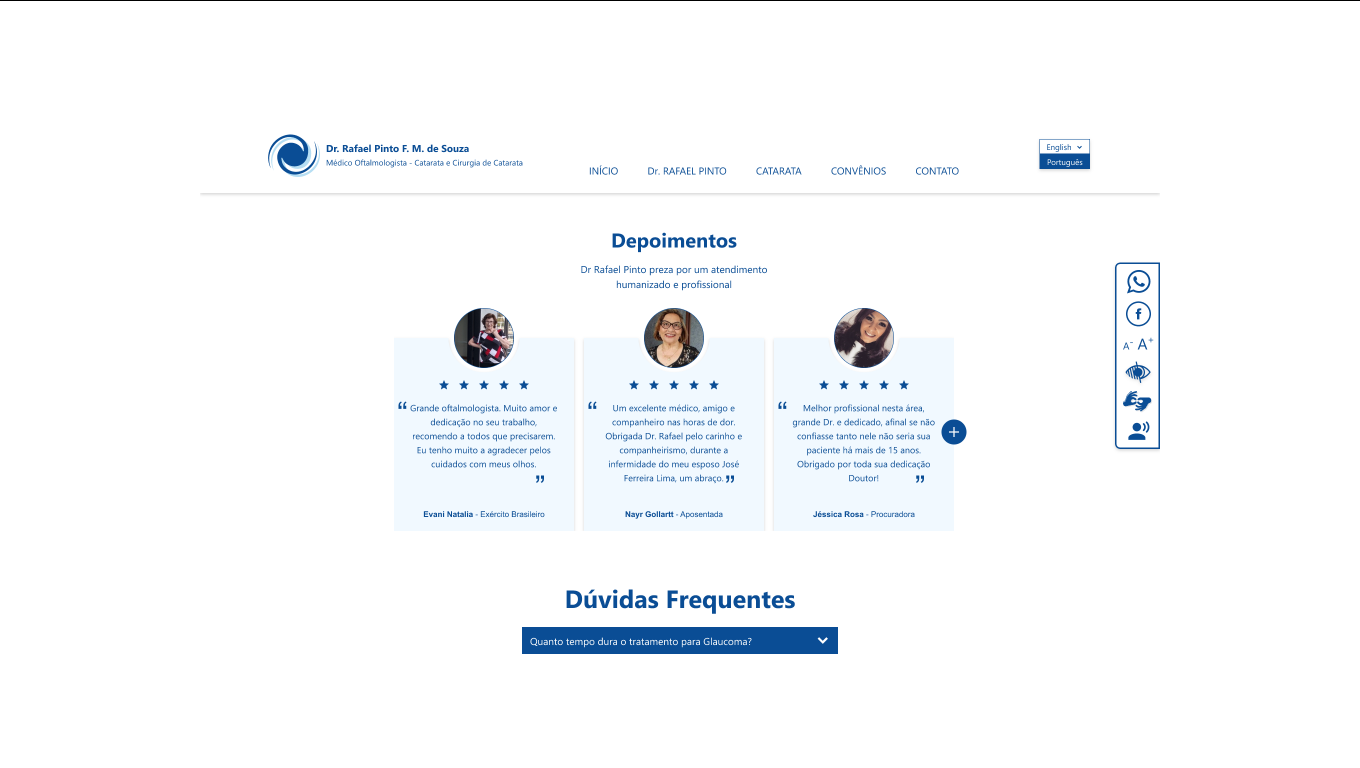 Dr. Rafael Pinto F. M. de Souza
Médico Oftalmologista - Catarata e Cirurgia de Catarata
INÍCIO
Dr. RAFAEL PINTO
CATARATA
CONVÊNIOS
CONTATO
English
Português
Depoimentos
Dr Rafael Pinto preza por um atendimento
humanizado e profissional
“ Grande oftalmologista. Muito amor e
dedicação no seu trabalho,
recomendo a todos que precisarem.
Eu tenho muito a agradecer pelos
cuidados com meus olhos.
”
Evani Natalia - Exército Brasileiro
“ Um excelente médico, amigo e
companheiro nas horas de dor.
Obrigada Dr. Rafael pelo carinho e
companheirismo, durante a
infermidade do meu esposo José
Ferreira Lima, um abraço. ”
Nayr Gollartt - Aposentada
“ Melhor profissional nesta área,
grande Dr. e dedicado, afinal se não
confiasse tanto nele não seria sua
paciente há mais de 15 anos.
Obrigado por toda sua dedicação
Doutor! ”
Jéssica Rosa - Procuradora
A- A+
Dúvidas Frequentes
Quanto tempo dura o tratamento para Glaucoma?